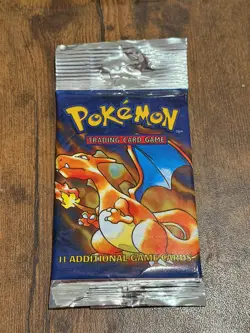 POKéMON
TRADING CARD GAME
11 ADDITIONAL GAME CARDS